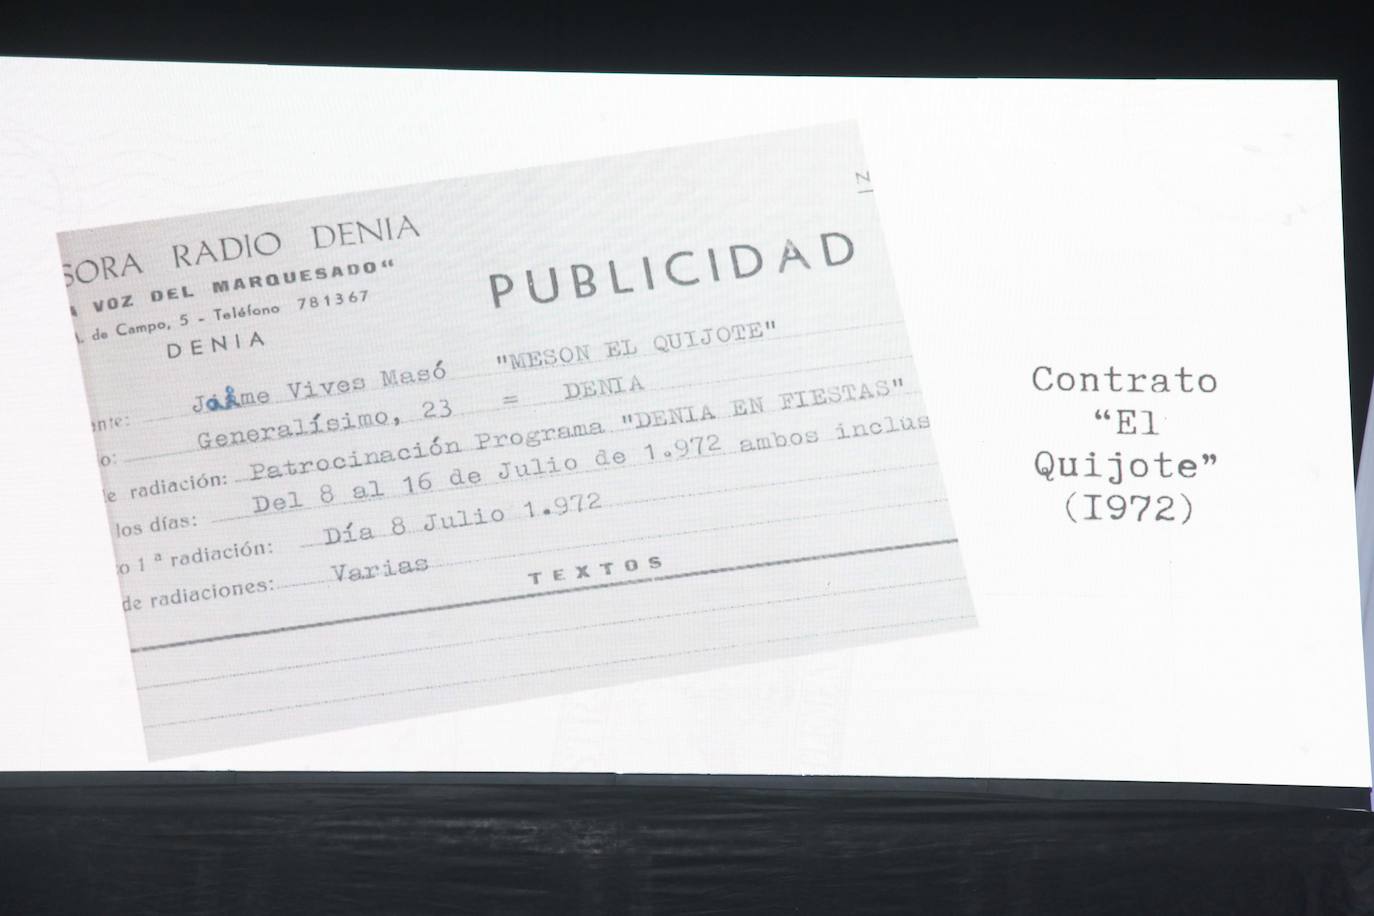 SORA RADIO DENIA
A VOZ DEL MARQUESADO“
. de Campo, 5 - Teléfono 781367
DENIA
PUBLICIDAD
N
ante: Jaime Vives Masó "MESON EL QUIJOTE"
o: Generalísimo, 23 = DENIA
e radiación: Patrocinación Programa "DENIA EN FIESTAS"
los días: Del 8 al 16 de Julio de 1.972 ambos inclus
o 1ª radiación: Día 8 Julio 1.972
de radiaciones: Varias
TEXTOS
Contrato
“El
Quijote”
(I972)